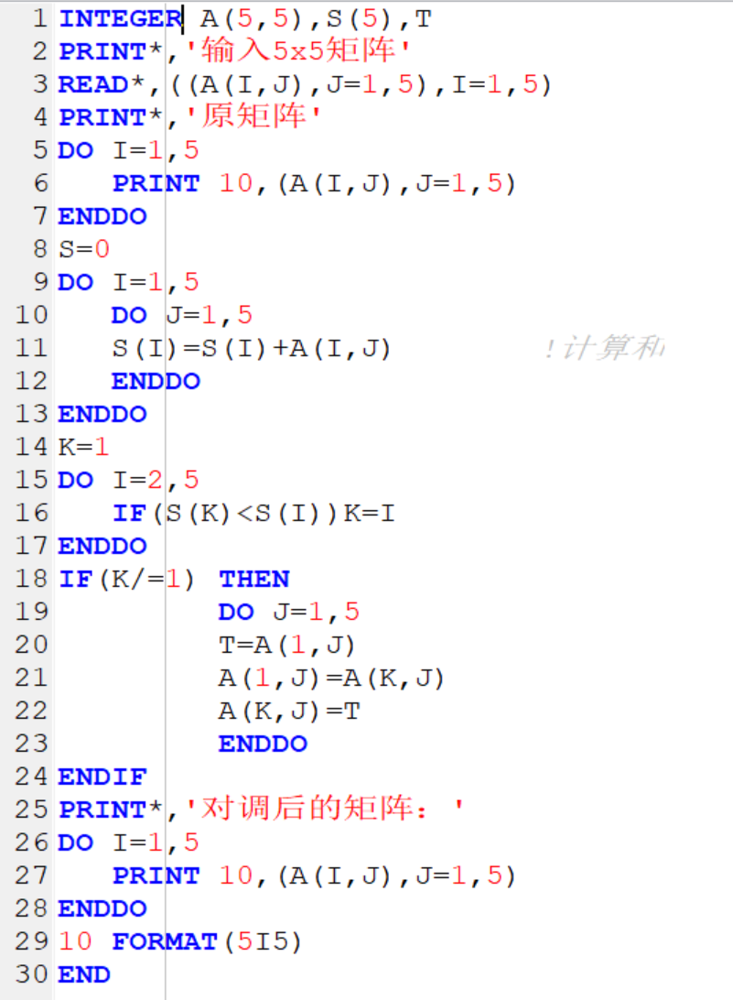 1 INTEGER A(5,5),S(5),T
2 PRINT*,'输入5x5矩阵'
3 READ*,((A(I,J),J=1,5),I=1,5)
4 PRINT*,'原矩阵'
5 DO I=1,5
6    PRINT 10,(A(I,J),J=1,5)
7 ENDDO
8 S=0
9 DO I=1,5
10    DO J=1,5
11    S(I)=S(I)+A(I,J)         !计算和
12    ENDDO
13 ENDDO
14 K=1
15 DO I=2,5
16    IF(S(K)<S(I))K=I
17 ENDDO
18 IF(K/=1) THEN
19          DO J=1,5
20          T=A(1,J)
21          A(1,J)=A(K,J)
22          A(K,J)=T
23          ENDDO
24 ENDIF
25 PRINT*,'对调后的矩阵：'
26 DO I=1,5
27    PRINT 10,(A(I,J),J=1,5)
28 ENDDO
29 10 FORMAT(5I5)
30 END